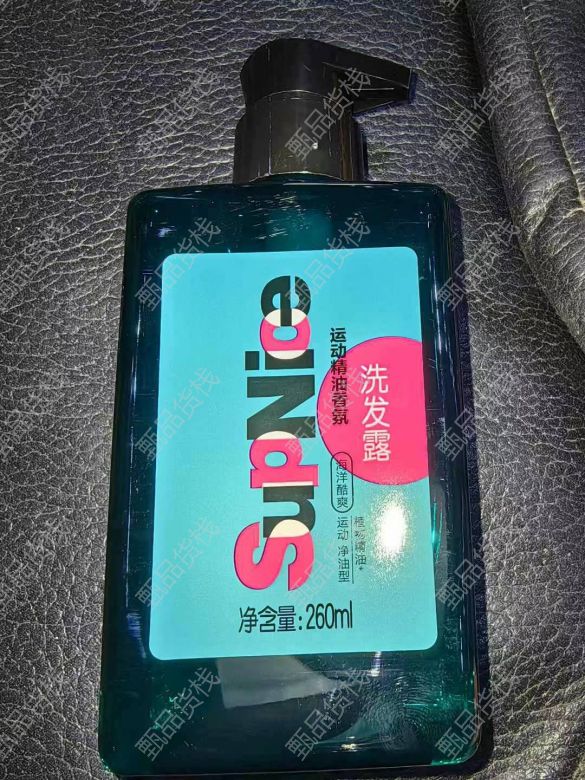 SupNice
运动精油香氛
洗发露
海洋酷爽
植萃精油+
运动 净油型
净含量:260ml
甄品货栈